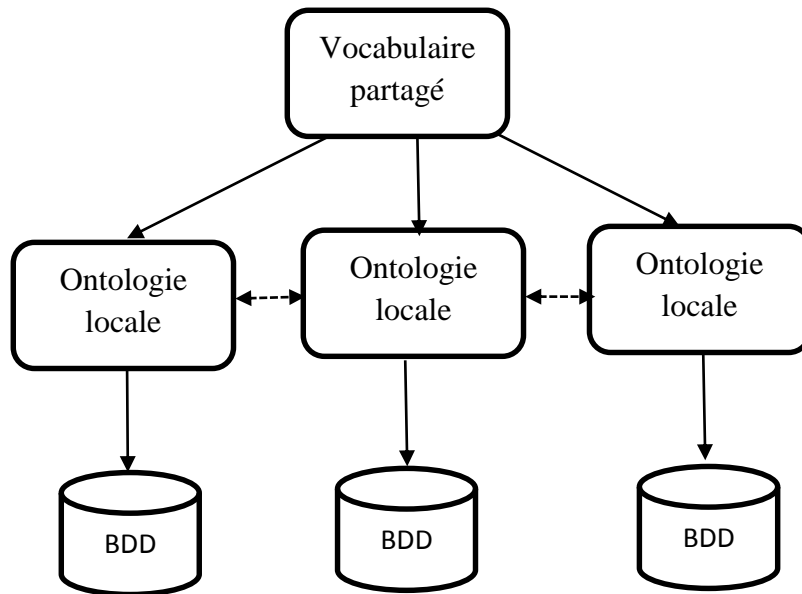 Vocabulaire
partagé
Ontologie
locale
Ontologie
locale
Ontologie
locale
BDD
BDD
BDD